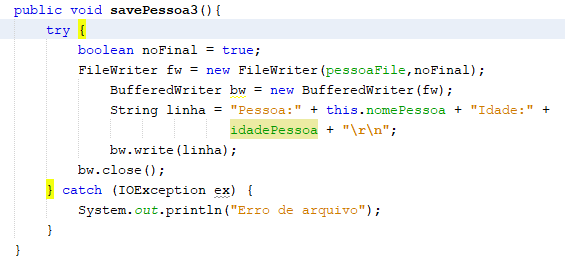 public void savePessoa3(){
try {
boolean noFinal = true;
FileWriter fw = new FileWriter(pessoaFile,noFinal);
BufferedWriter bw = new BufferedWriter(fw);
String linha = "Pessoa:" + this.nomePessoa + "Idade:" +
idadePessoa + "\r\n";
bw.write(linha);
bw.close();
} catch (IOException ex) {
System.out.println("Erro de arquivo");
}
}